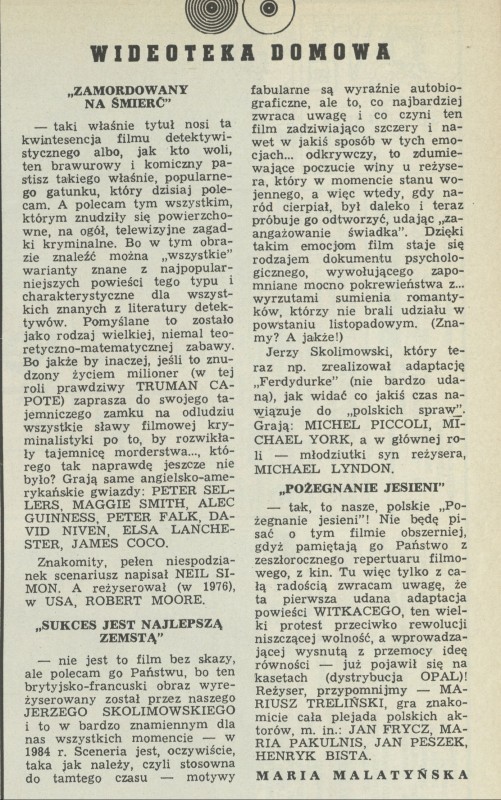 WIDEOTEKA DOMOWA
„ZAMORDOWANY
NA ŚMIERĆ”
— taki właśnie tytuł nosi ta
kwintesencja filmu detektywi-
stycznego albo, jak kto woli,
ten brawurowy i komiczny pa-
stisz takiego właśnie, popularne-
go gatunku, który dzisiaj pole-
cam. A polecam tym wszystkim,
którym znudziły się powierzcho-
wne, na ogół, telewizyjne zagad-
ki kryminalne. Bo w tym obra-
zie znaleźć można „wszystkie”
warianty znane z najpopular-
niejszych powieści tego typu i
charakterystyczne dla wszyst-
kich znanych z literatury detek-
tywów. Pomyślane to zostało
jako rodzaj wielkiej, niemal teo-
retyczno-matematycznej zabawy.
Bo jakże by inaczej, jeśli to znu-
dzony życiem milioner (w tej
roli prawdziwy TRUMAN CA-
POTE) zaprasza do swojego ta-
jemniczego zamku na odludziu
wszystkie sławy filmowej kry-
minalistyki po to, by rozwikła-
ły tajemnicę morderstwa..., któ-
rego tak naprawdę jeszcze nie
było? Grają same angielsko-ame-
rykańskie gwiazdy: PETER SEL-
LERS, MAGGIE SMITH, ALEC
GUINNESS, PETER FALK, DA-
VID NIVEN, ELSA LANCHE-
STER, JAMES COCO.
Znakomity, pełen niespodzia-
nek scenariusz napisał NEIL SI-
MON. A reżyserował (w 1976),
w USA, ROBERT MOORE.
„SUKCES JEST NAJLEPSZĄ
ZEMSTĄ”
— nie jest to film bez skazy,
ale polecam go Państwu, bo ten
brytyjsko-francuski obraz wyre-
żyserowany został przez naszego
JERZEGO SKOLIMOWSKIEGO
i to w bardzo znamiennym dla
nas wszystkich momencie — w
1984 r. Sceneria jest, oczywiście,
taka jak należy, czyli stosowna
do tamtego czasu — motywy
fabularne są wyraźnie autobio-
graficzne, ale to, co najbardziej
zwraca uwagę i co czyni ten
film zadziwiająco szczery i na-
wet w jakiś sposób w tych emo-
cjach... odkrywczy, to zdumie-
wające poczucie winy u reżyse-
ra, który w momencie stanu wo-
jennego, a więc wtedy, gdy na-
ród cierpiał, był daleko i teraz
próbuje go odtworzyć, udając „za-
angażowanie świadka”. Dzięki
takim emocjom film staje się
rodzajem dokumentu psycholo-
gicznego, wywołującego zapo-
mniane mocno pokrewieństwa z...
wyrzutami sumienia romanty-
ków, którzy nie brali udziału w
powstaniu listopadowym. (Zna-
my? A jakże!)
Jerzy Skolimowski, który te-
raz np. zrealizował adaptację
„Ferdydurke” (nie bardzo uda-
ną), jak widać co jakiś czas na-
wiązuje do „polskich spraw”.
Grają: MICHEL PICCOLI, MI-
CHAEL YORK, a w głównej ro-
li — młodziutki syn reżysera,
MICHAEL LYNDON.
„POŻEGNANIE JESIENI”
— tak, to nasze, polskie „Po-
żegnanie jesieni”! Nie będę pi-
sać o tym filmie obszerniej,
gdyż pamiętają go Państwo z
zeszłorocznego repertuaru filmo-
wego, z kin. Tu więc tylko z ca-
łą radością zwracam uwagę, że
ta pierwsza udana adaptacja
powieści WITKACEGO, ten wiel-
ki protest przeciwko rewolucji
niszczącej wolność, a wprowadza-
jącej wysnutą z przemocy ideę
równości — już pojawił się na
kasetach (dystrybucja OPAL)!
Reżyser, przypomnijmy — MA-
RIUSZ TRELIŃSKI, gra znako-
micie cała plejada polskich ak-
torów, m. in.: JAN FRYCZ, MA-
RIA PAKULNIS, JAN PESZEK,
HENRYK BISTA.
MARIA MALATYŃSKA